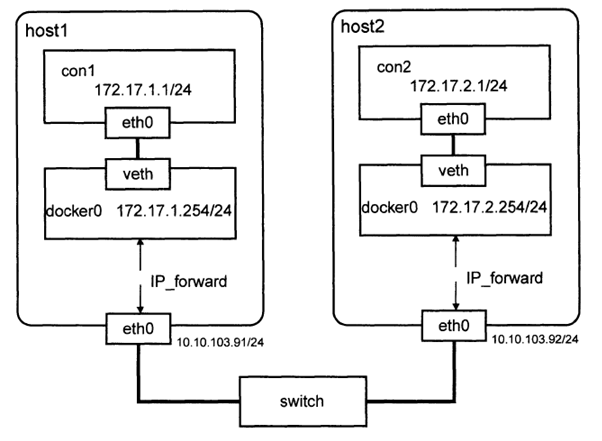 host1
con1
172.17.1.1/24
eth0
veth
docker0 172.17.1.254/24
IP_forward
eth0
10.10.103.91/24
host2
con2
172.17.2.1/24
eth0
veth
docker0 172.17.2.254/24
IP_forward
eth0
10.10.103.92/24
switch